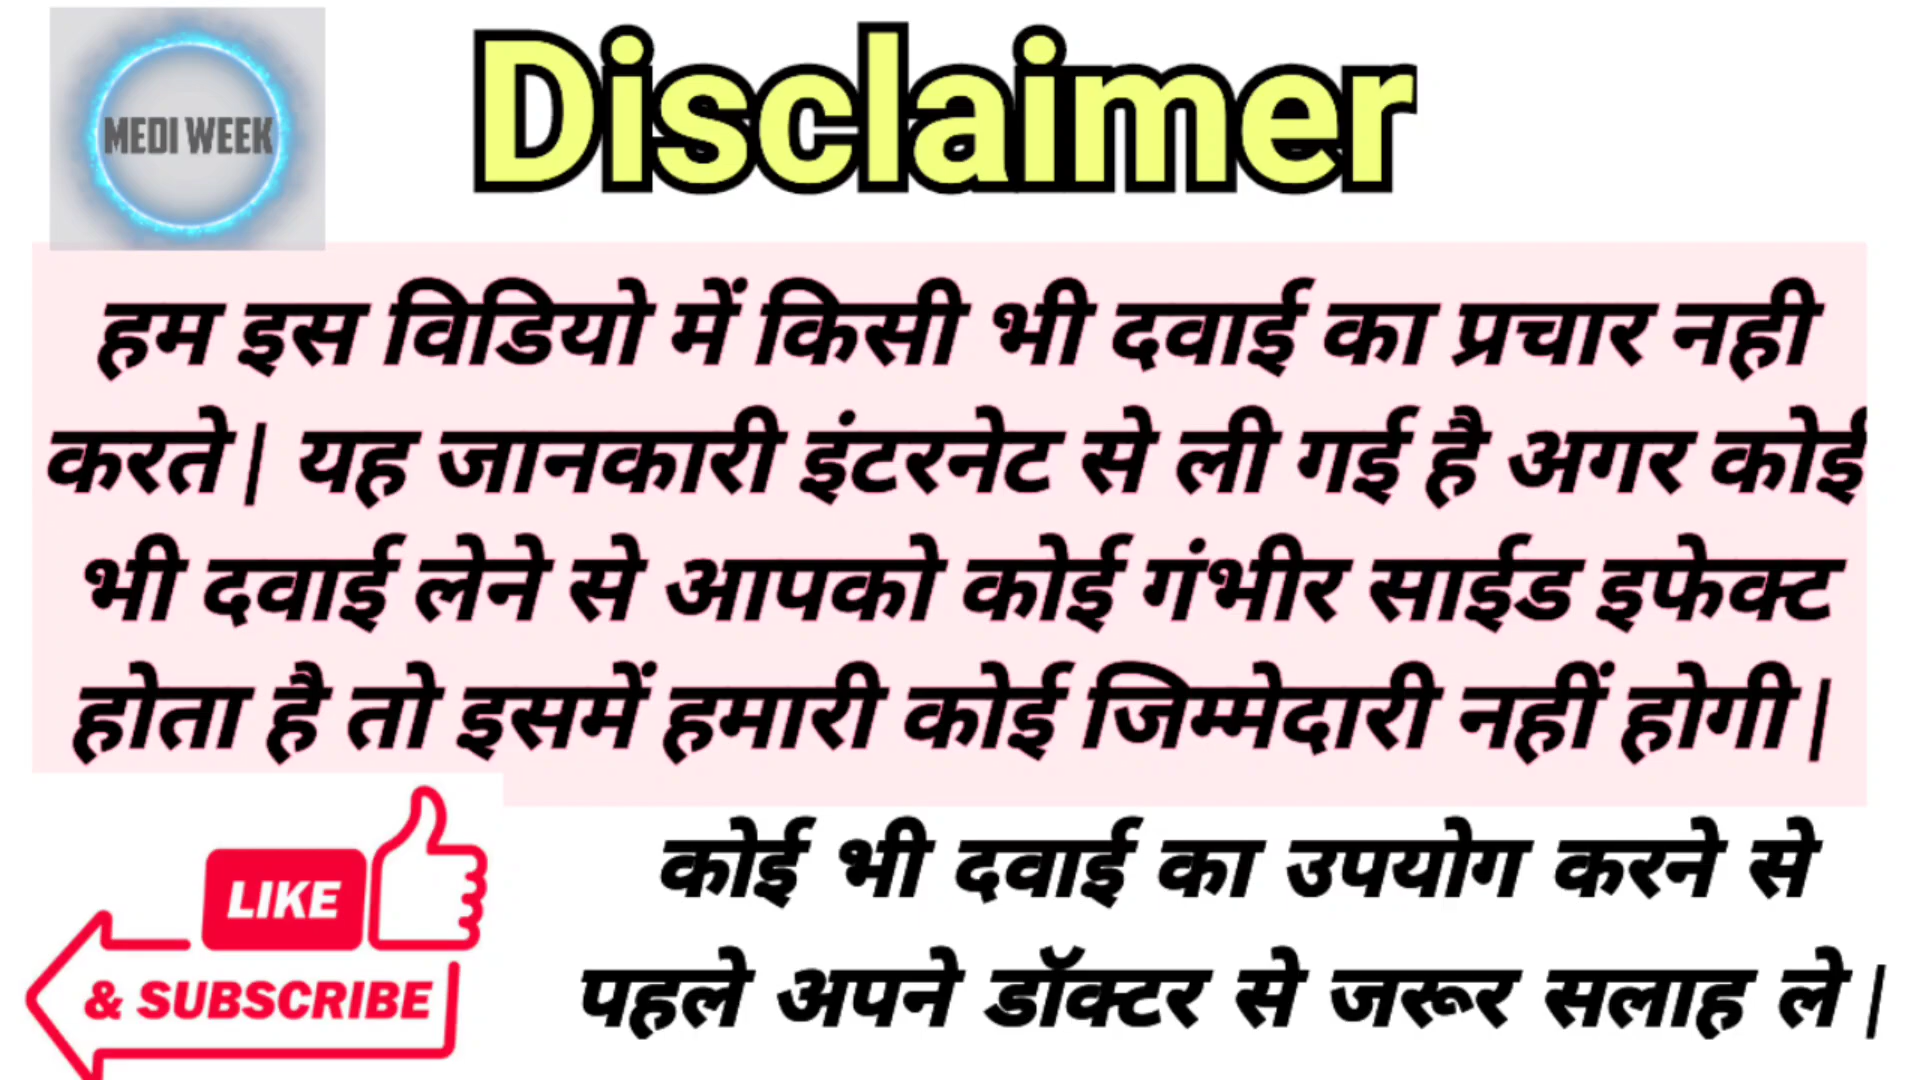 MEDI WEEK
Disclaimer
हम इस विडियो में किसी भी दवाई का प्रचार नही
करते| यह जानकारी इंटरनेट से ली गई है अगर कोई
भी दवाई लेने से आपको कोई गंभीर साईड इफेक्ट
होता है तो इसमें हमारी कोई जिम्मेदारी नहीं होगी|
LIKE
& SUBSCRIBE
कोई भी दवाई का उपयोग करने से
पहले अपने डॉक्टर से जरूर सलाह ले|